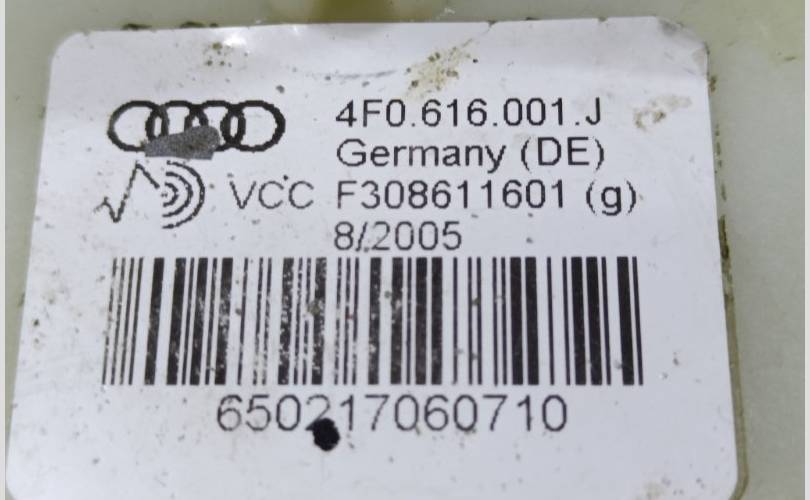 4F0.616.001.J
Germany (DE)
VCC F308611601 (g)
8/2005
650217060710